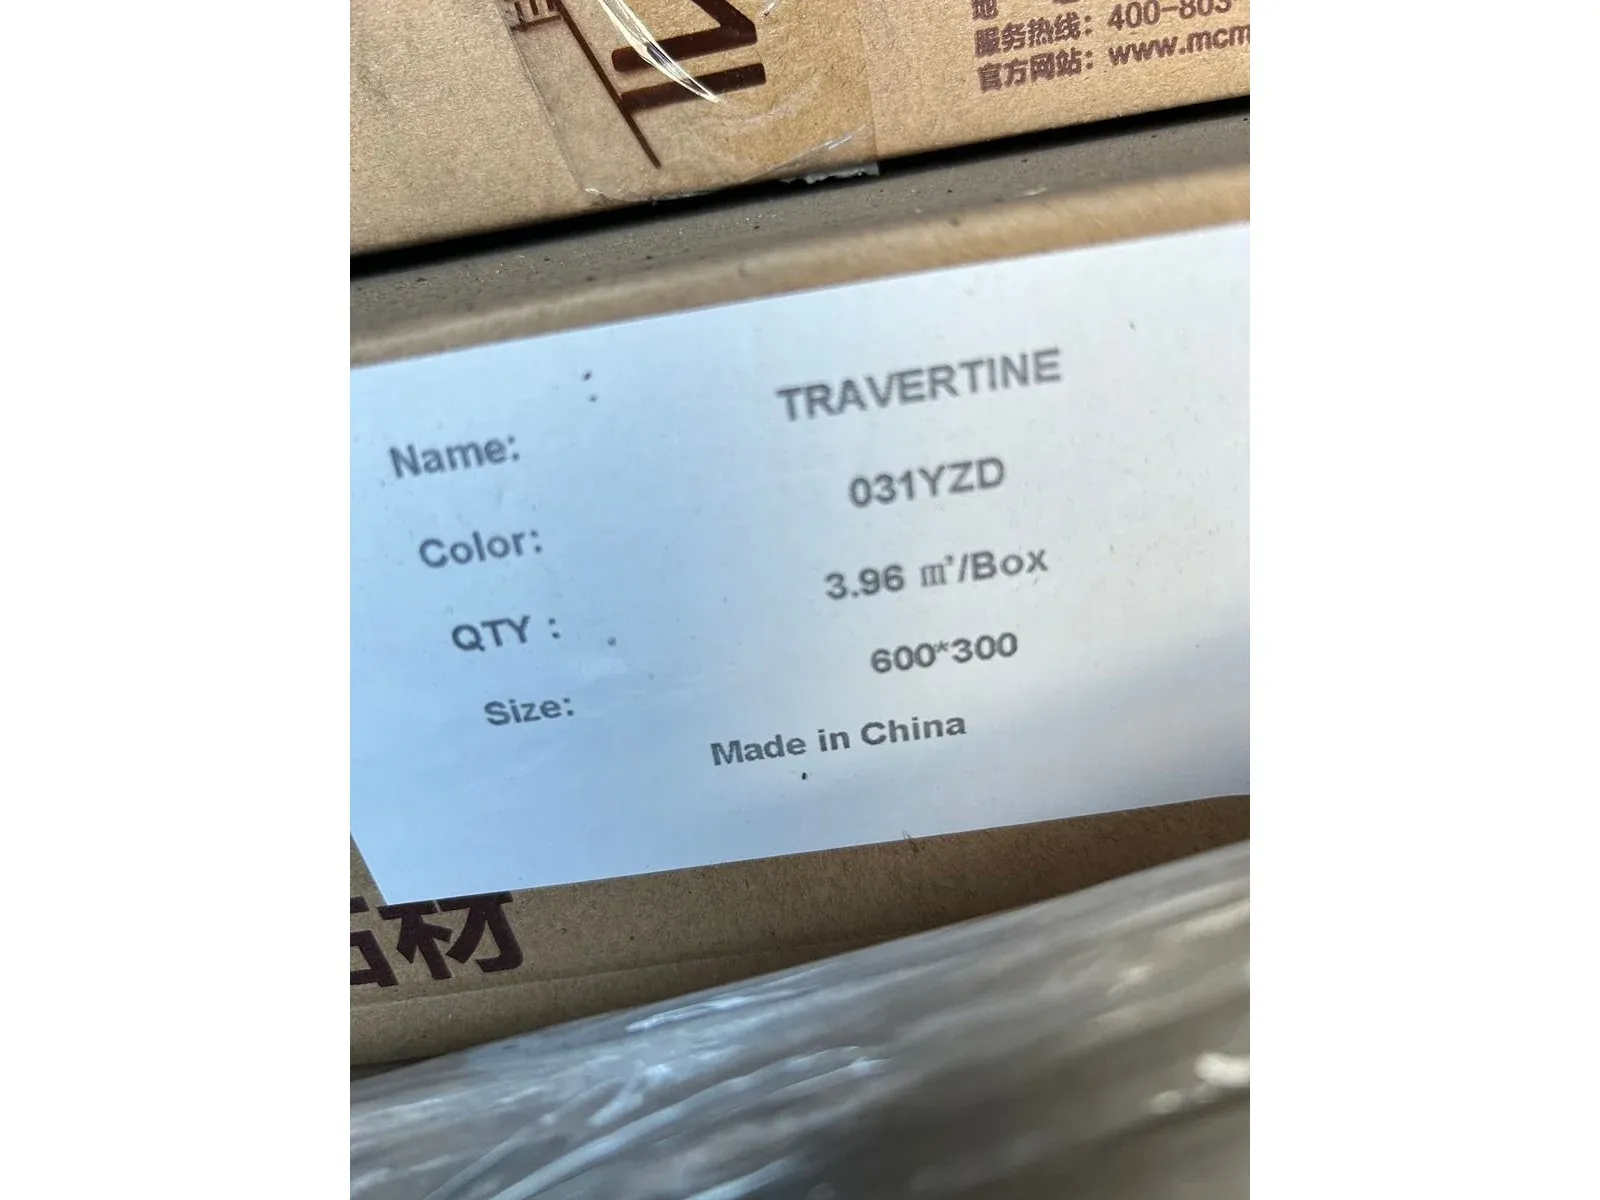 服务热线：400-803-
官方网站：www.mcm
Name: TRAVERTINE
Color: 031YZD
QTY : 3.96 ㎡/Box
Size: 600*300
Made in China
石材